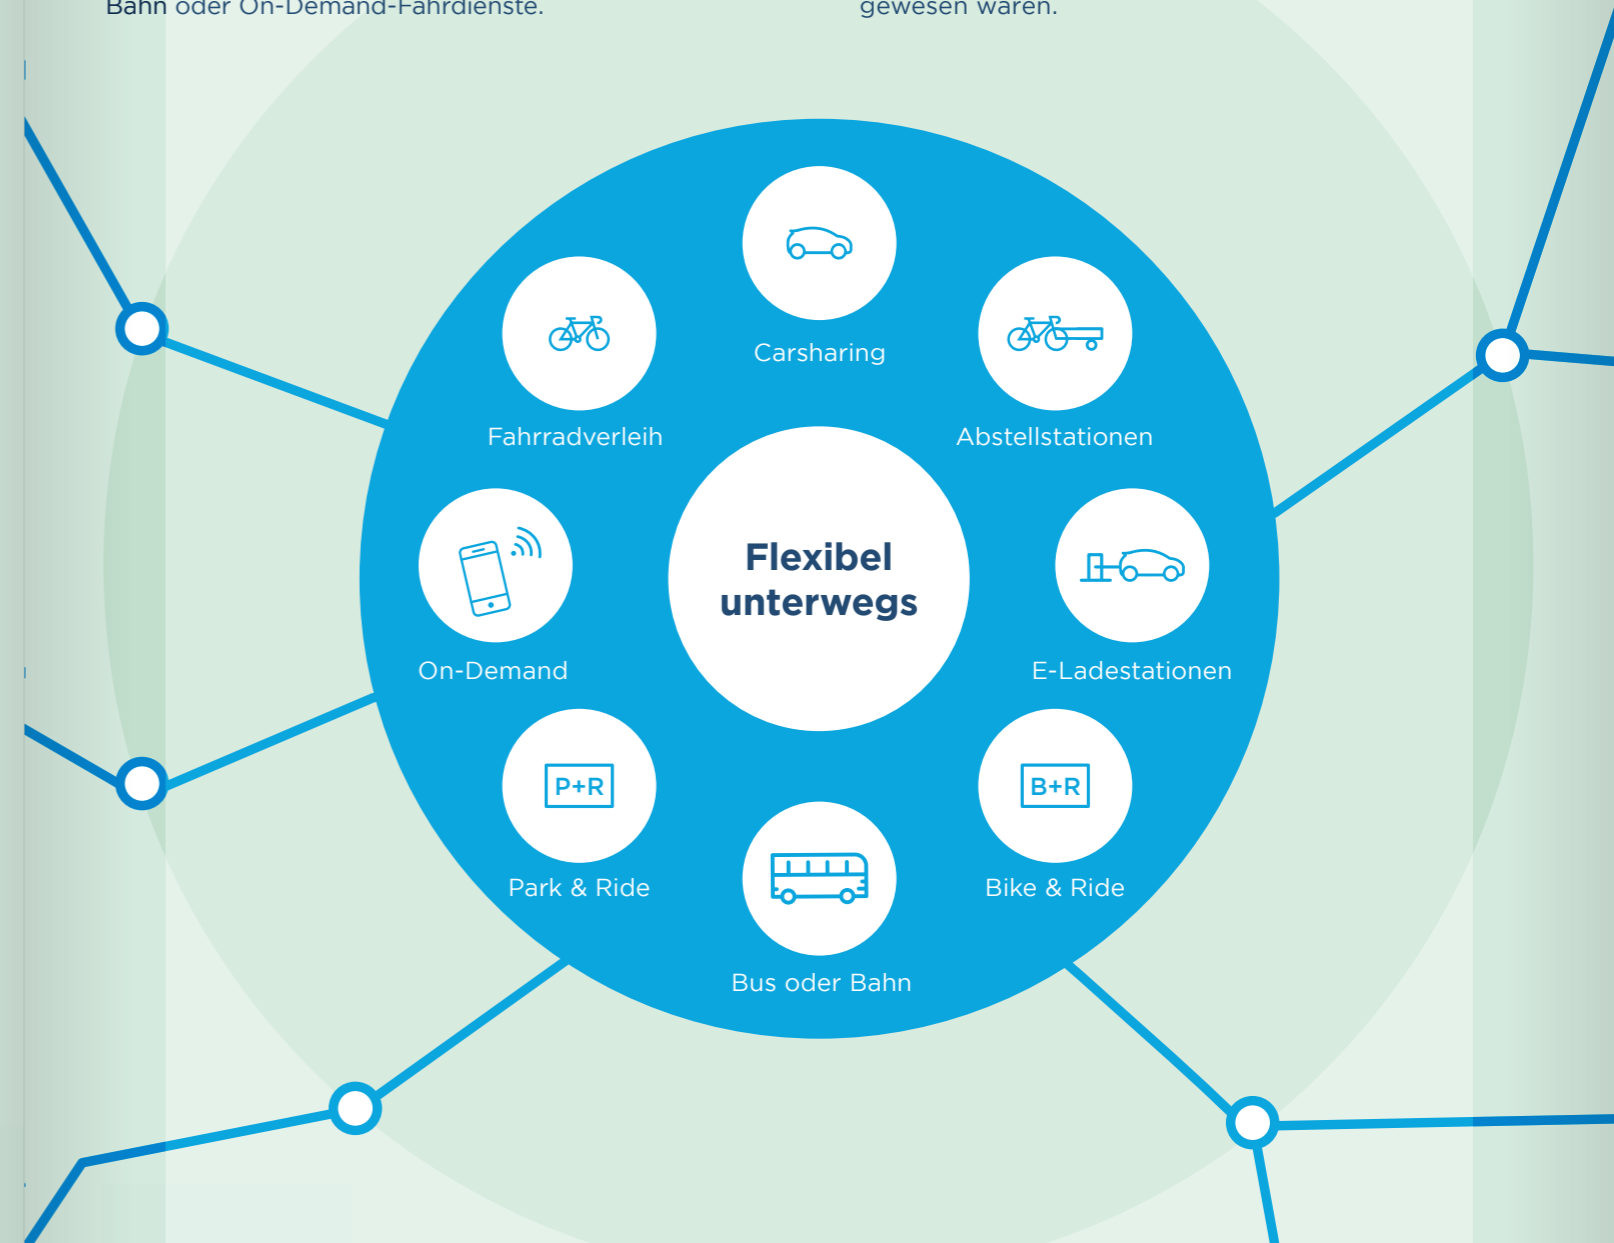 Bahn oder On-Demand-Fahrdienste.
gewesen wären.
Carsharing
Fahrradverleih
Abstellstationen
Flexibel
unterwegs
On-Demand
E-Ladestationen
P+R
B+R
Park & Ride
Bike & Ride
Bus oder Bahn